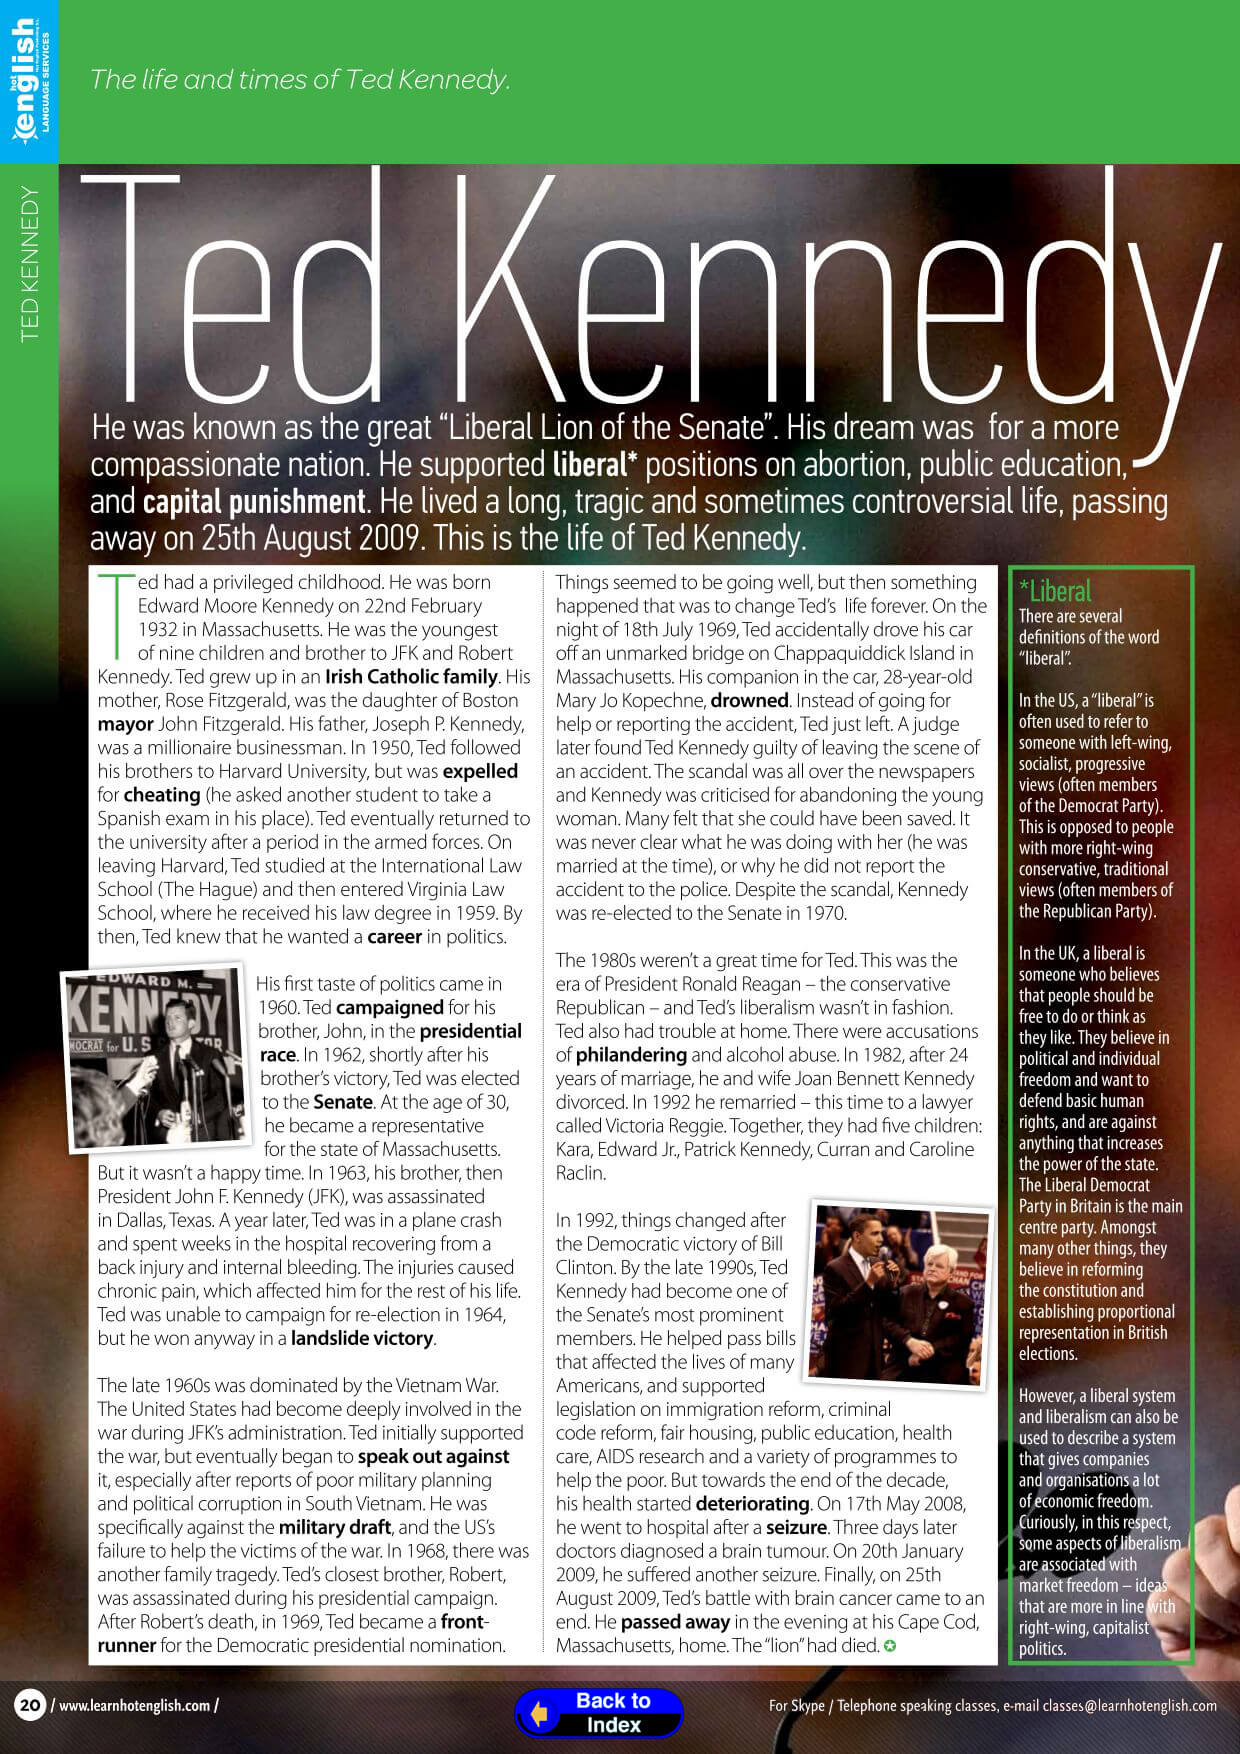 hot
english
LANGUAGE SERVICES
The life and times of Ted Kennedy.
TED KENNEDY
Ted Kennedy
He was known as the great “Liberal Lion of the Senate”. His dream was  for a more
compassionate nation. He supported liberal* positions on abortion, public education,
and capital punishment. He lived a long, tragic and sometimes controversial life, passing
away on 25th August 2009. This is the life of Ted Kennedy.
Ted had a privileged childhood. He was born
Edward Moore Kennedy on 22nd February
1932 in Massachusetts. He was the youngest
of nine children and brother to JFK and Robert
Kennedy. Ted grew up in an Irish Catholic family. His
mother, Rose Fitzgerald, was the daughter of Boston
mayor John Fitzgerald. His father, Joseph P. Kennedy,
was a millionaire businessman. In 1950, Ted followed
his brothers to Harvard University, but was expelled
for cheating (he asked another student to take a
Spanish exam in his place). Ted eventually returned to
the university after a period in the armed forces. On
leaving Harvard, Ted studied at the International Law
School (The Hague) and then entered Virginia Law
School, where he received his law degree in 1959. By
then, Ted knew that he wanted a career in politics.
EDWARD M.
KENNEDY
MOCRAT for U.S
TOR
His first taste of politics came in
1960. Ted campaigned for his
brother, John, in the presidential
race. In 1962, shortly after his
brother’s victory, Ted was elected
to the Senate. At the age of 30,
he became a representative
for the state of Massachusetts.
But it wasn’t a happy time. In 1963, his brother, then
President John F. Kennedy (JFK), was assassinated
in Dallas, Texas. A year later, Ted was in a plane crash
and spent weeks in the hospital recovering from a
back injury and internal bleeding. The injuries caused
chronic pain, which affected him for the rest of his life.
Ted was unable to campaign for re-election in 1964,
but he won anyway in a landslide victory.
The late 1960s was dominated by the Vietnam War.
The United States had become deeply involved in the
war during JFK’s administration. Ted initially supported
the war, but eventually began to speak out against
it, especially after reports of poor military planning
and political corruption in South Vietnam. He was
specifically against the military draft, and the US’s
failure to help the victims of the war. In 1968, there was
another family tragedy. Ted’s closest brother, Robert,
was assassinated during his presidential campaign.
After Robert’s death, in 1969, Ted became a front-
runner for the Democratic presidential nomination.
Things seemed to be going well, but then something
happened that was to change Ted’s  life forever. On the
night of 18th July 1969, Ted accidentally drove his car
off an unmarked bridge on Chappaquiddick Island in
Massachusetts. His companion in the car, 28-year-old
Mary Jo Kopechne, drowned. Instead of going for
help or reporting the accident, Ted just left. A judge
later found Ted Kennedy guilty of leaving the scene of
an accident. The scandal was all over the newspapers
and Kennedy was criticised for abandoning the young
woman. Many felt that she could have been saved. It
was never clear what he was doing with her (he was
married at the time), or why he did not report the
accident to the police. Despite the scandal, Kennedy
was re-elected to the Senate in 1970.
The 1980s weren’t a great time for Ted. This was the
era of President Ronald Reagan – the conservative
Republican – and Ted’s liberalism wasn’t in fashion.
Ted also had trouble at home. There were accusations
of philandering and alcohol abuse. In 1982, after 24
years of marriage, he and wife Joan Bennett Kennedy
divorced. In 1992 he remarried – this time to a lawyer
called Victoria Reggie. Together, they had five children:
Kara, Edward Jr., Patrick Kennedy, Curran and Caroline
Raclin.
In 1992, things changed after
the Democratic victory of Bill
Clinton. By the late 1990s, Ted
Kennedy had become one of
the Senate’s most prominent
members. He helped pass bills
that affected the lives of many
Americans, and supported
legislation on immigration reform, criminal
code reform, fair housing, public education, health
care, AIDS research and a variety of programmes to
help the poor. But towards the end of the decade,
his health started deteriorating. On 17th May 2008,
he went to hospital after a seizure. Three days later
doctors diagnosed a brain tumour. On 20th January
2009, he suffered another seizure. Finally, on 25th
August 2009, Ted’s battle with brain cancer came to an
end. He passed away in the evening at his Cape Cod,
Massachusetts, home. The “lion” had died.
*Liberal
There are several
definitions of the word
“liberal”.
In the US, a “liberal” is
often used to refer to
someone with left-wing,
socialist, progressive
views (often members
of the Democrat Party).
This is opposed to people
with more right-wing
conservative, traditional
views (often members of
the Republican Party).
In the UK, a liberal is
someone who believes
that people should be
free to do or think as
they like. They believe in
political and individual
freedom and want to
defend basic human
rights, and are against
anything that increases
the power of the state.
The Liberal Democrat
Party in Britain is the main
centre party. Amongst
many other things, they
believe in reforming
the constitution and
establishing proportional
representation in British
elections.
However, a liberal system
and liberalism can also be
used to describe a system
that gives companies
and organisations a lot
of economic freedom.
Curiously, in this respect,
some aspects of liberalism
are associated with
market freedom – ideas
that are more in line with
right-wing, capitalist
politics.
20 / www.learnhotenglish.com /
Back to
Index
For Skype / Telephone speaking classes, e-mail classes@learnhotenglish.com